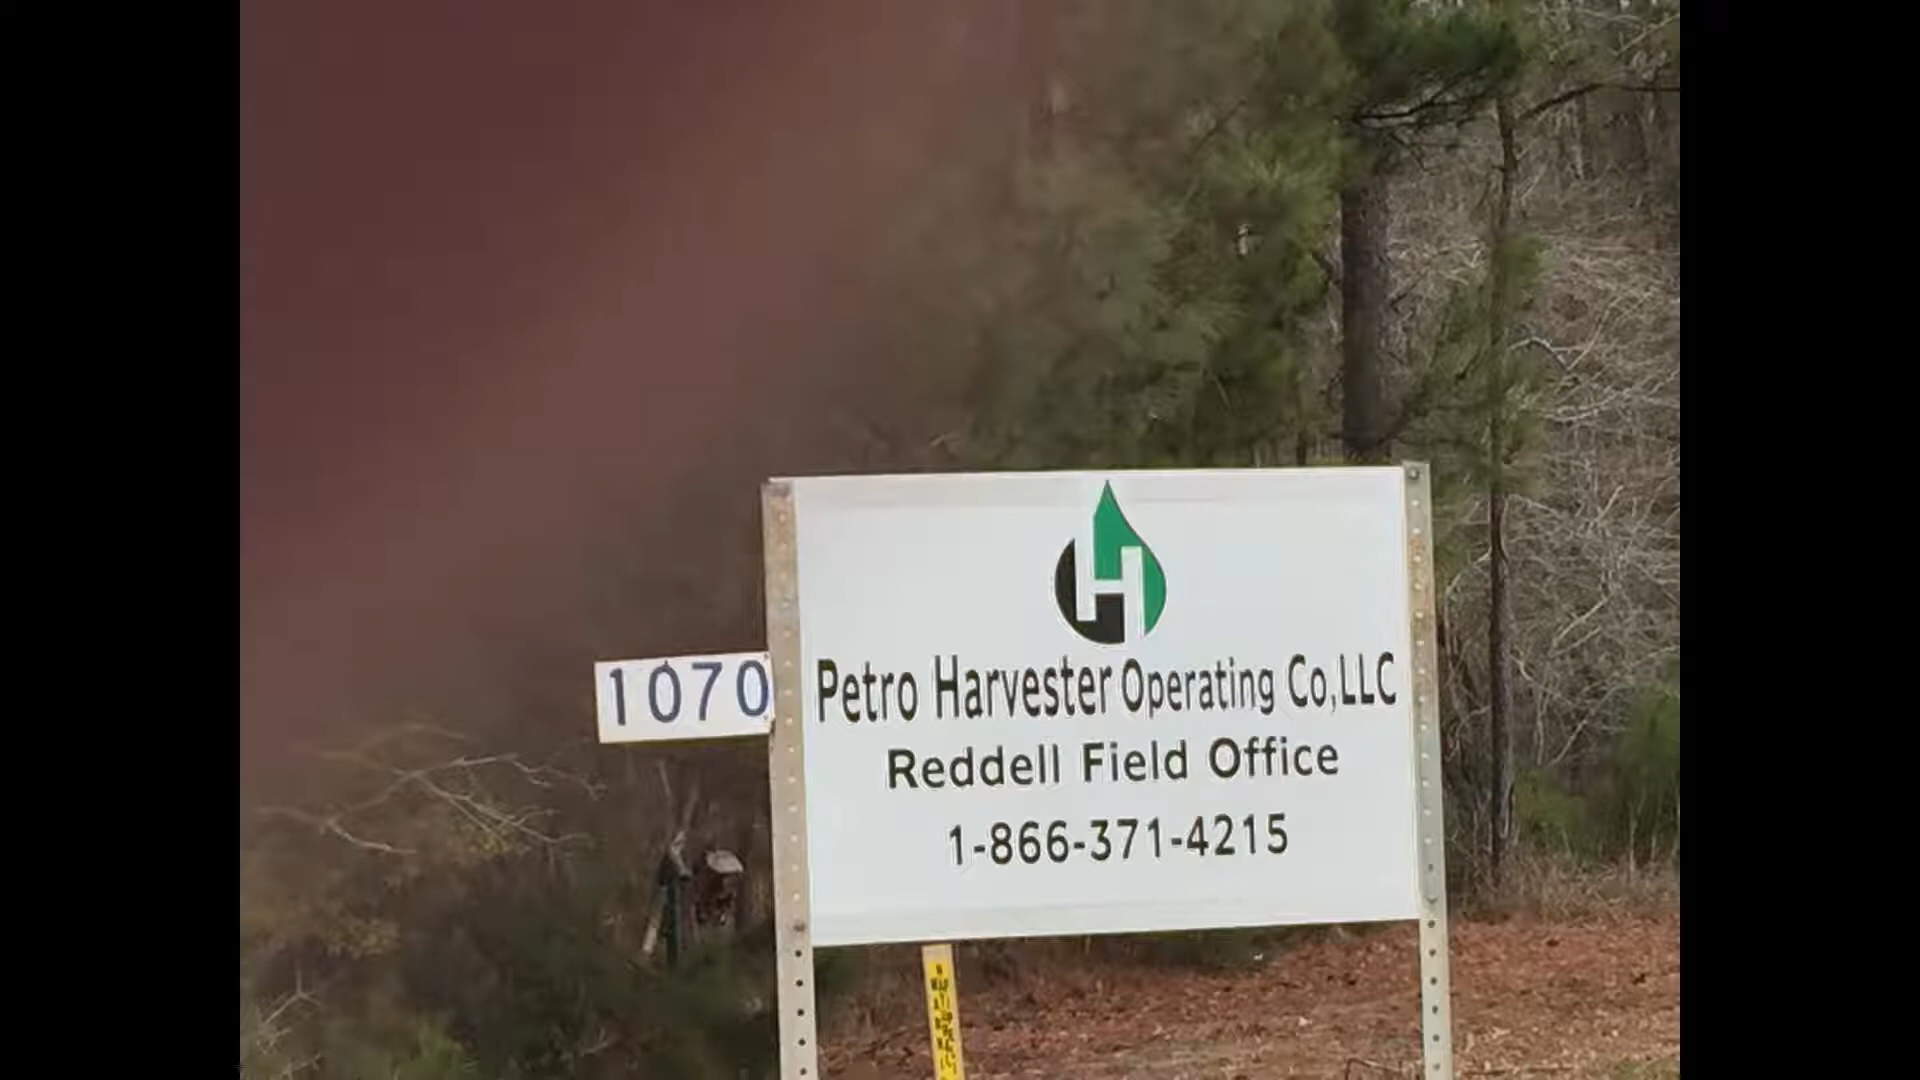 1070
H
Petro Harvester Operating Co,LLC
Reddell Field Office
1-866-371-4215